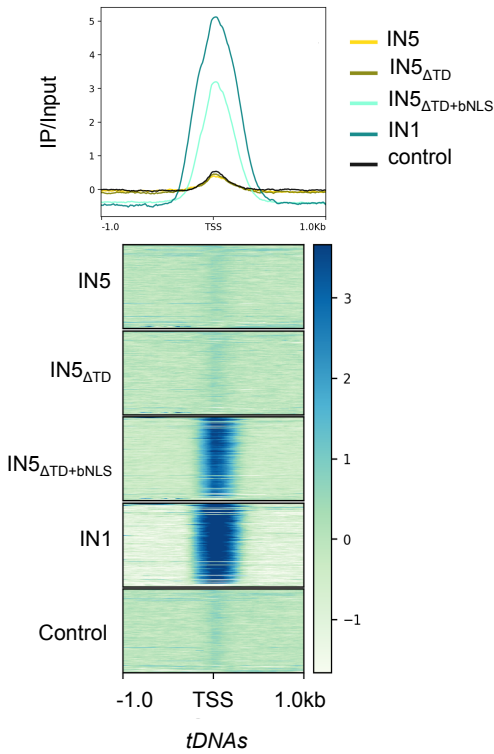 5
4
3
2
1
0
IP/Input
-1.0 TSS 1.0Kb
IN5
IN5ΔTD
IN5ΔTD+bNLS
IN1
control
IN5
IN5ΔTD
IN5ΔTD+bNLS
IN1
Control
3
2
1
0
−1
-1.0 TSS 1.0kb
tDNAs